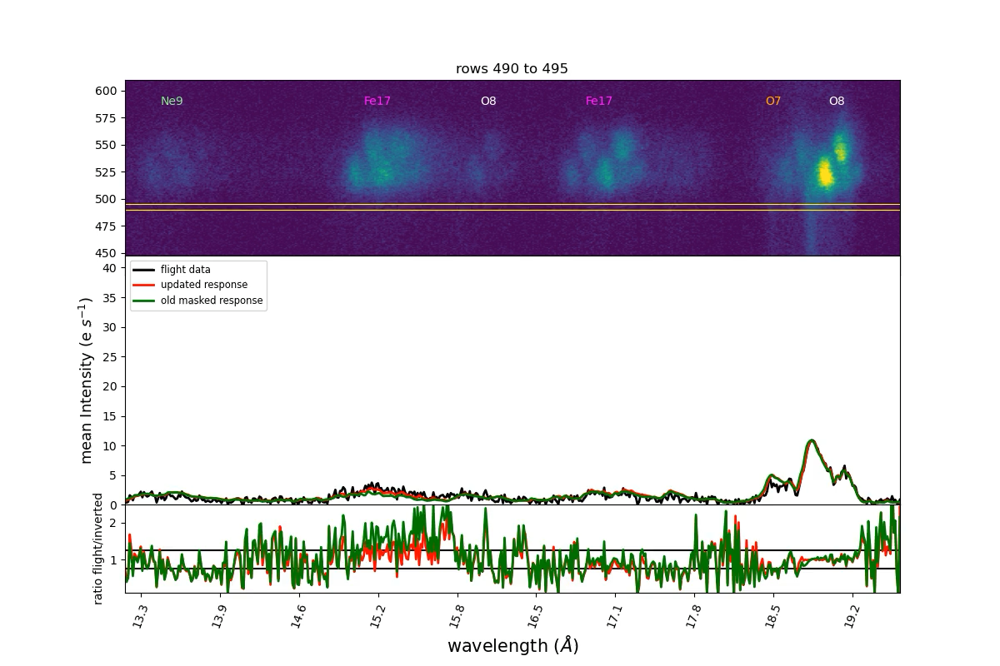 rows 490 to 495
600
575
550
525
500
475
450
Ne9 Fe17 O8 Fe17 O7 O8
40
35
30
25
20
15
10
5
0
mean Intensity (e s⁻¹)
flight data
updated response
old masked response
2
1
ratio flight/inverted
13.3 13.9 14.6 15.2 15.8 16.5 17.1 17.8 18.5 19.2
wavelength (Å)